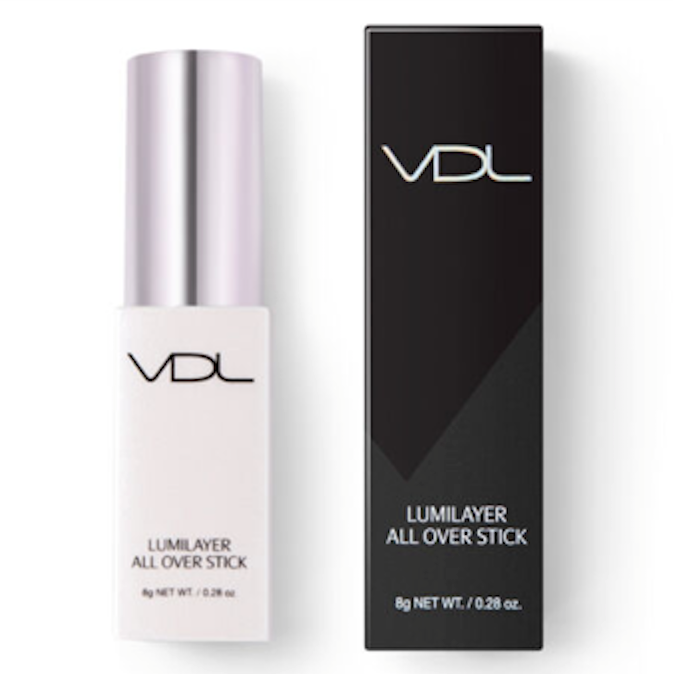 VDL
LUMILAYER
ALL OVER STICK
8g NET WT. / 0.28 oz.
VDL
LUMILAYER
ALL OVER STICK
8g NET WT. / 0.28 oz.